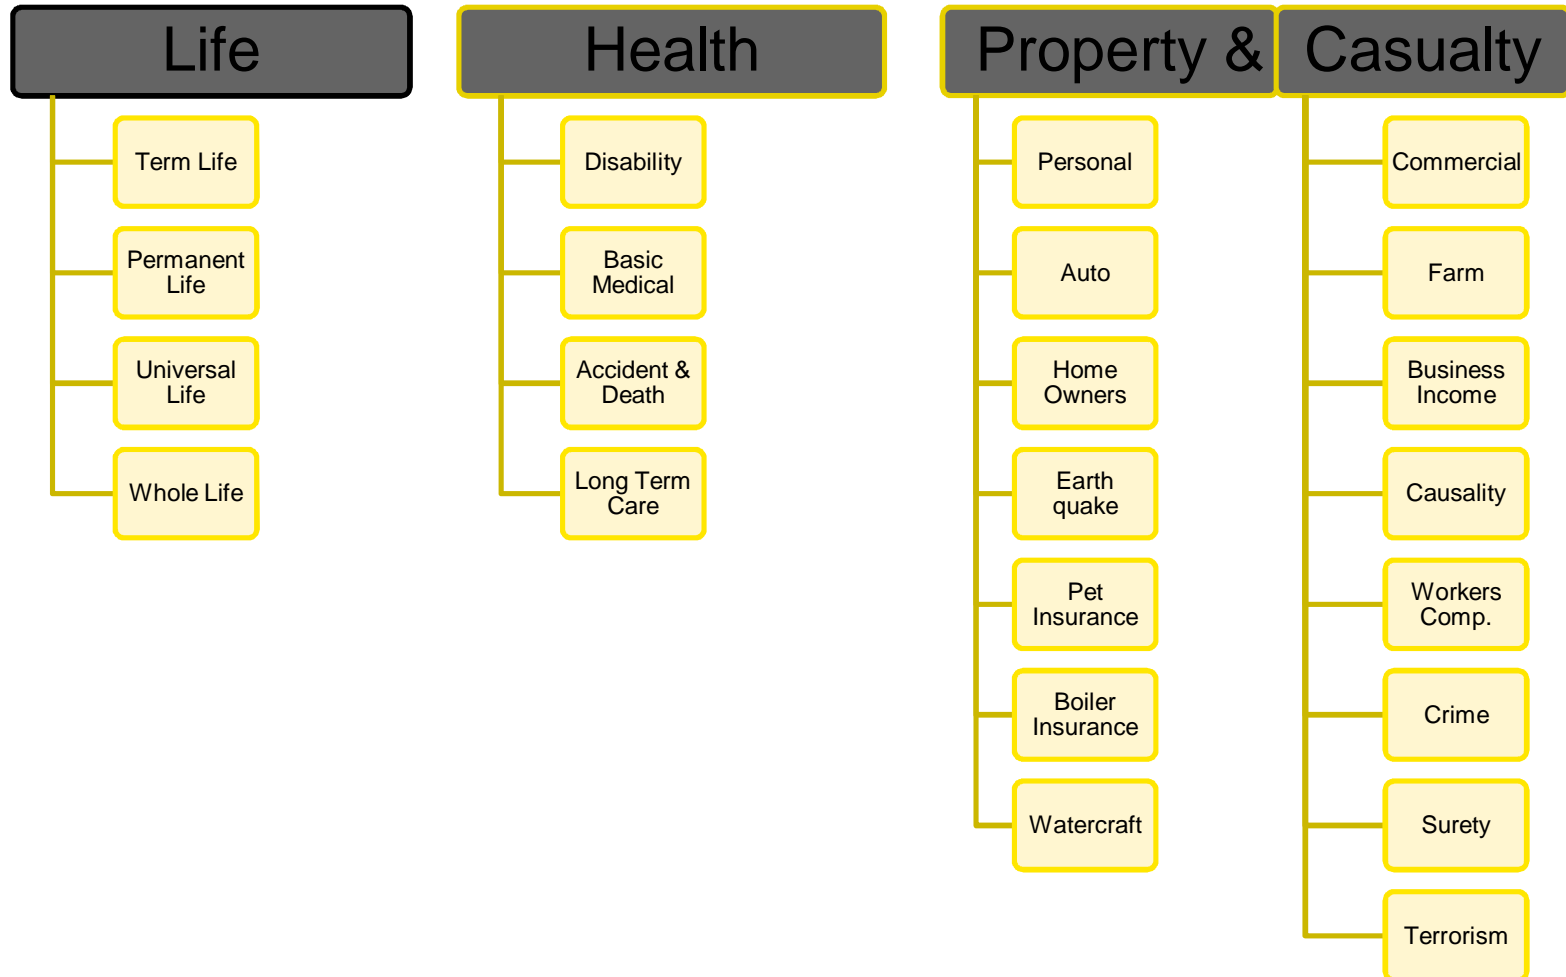 Life
Term Life
Permanent
Life
Universal
Life
Whole Life
Health
Disability
Basic
Medical
Accident &
Death
Long Term
Care
Property &
Personal
Auto
Home
Owners
Earth
quake
Pet
Insurance
Boiler
Insurance
Watercraft
Casualty
Commercial
Farm
Business
Income
Causality
Workers
Comp.
Crime
Surety
Terrorism